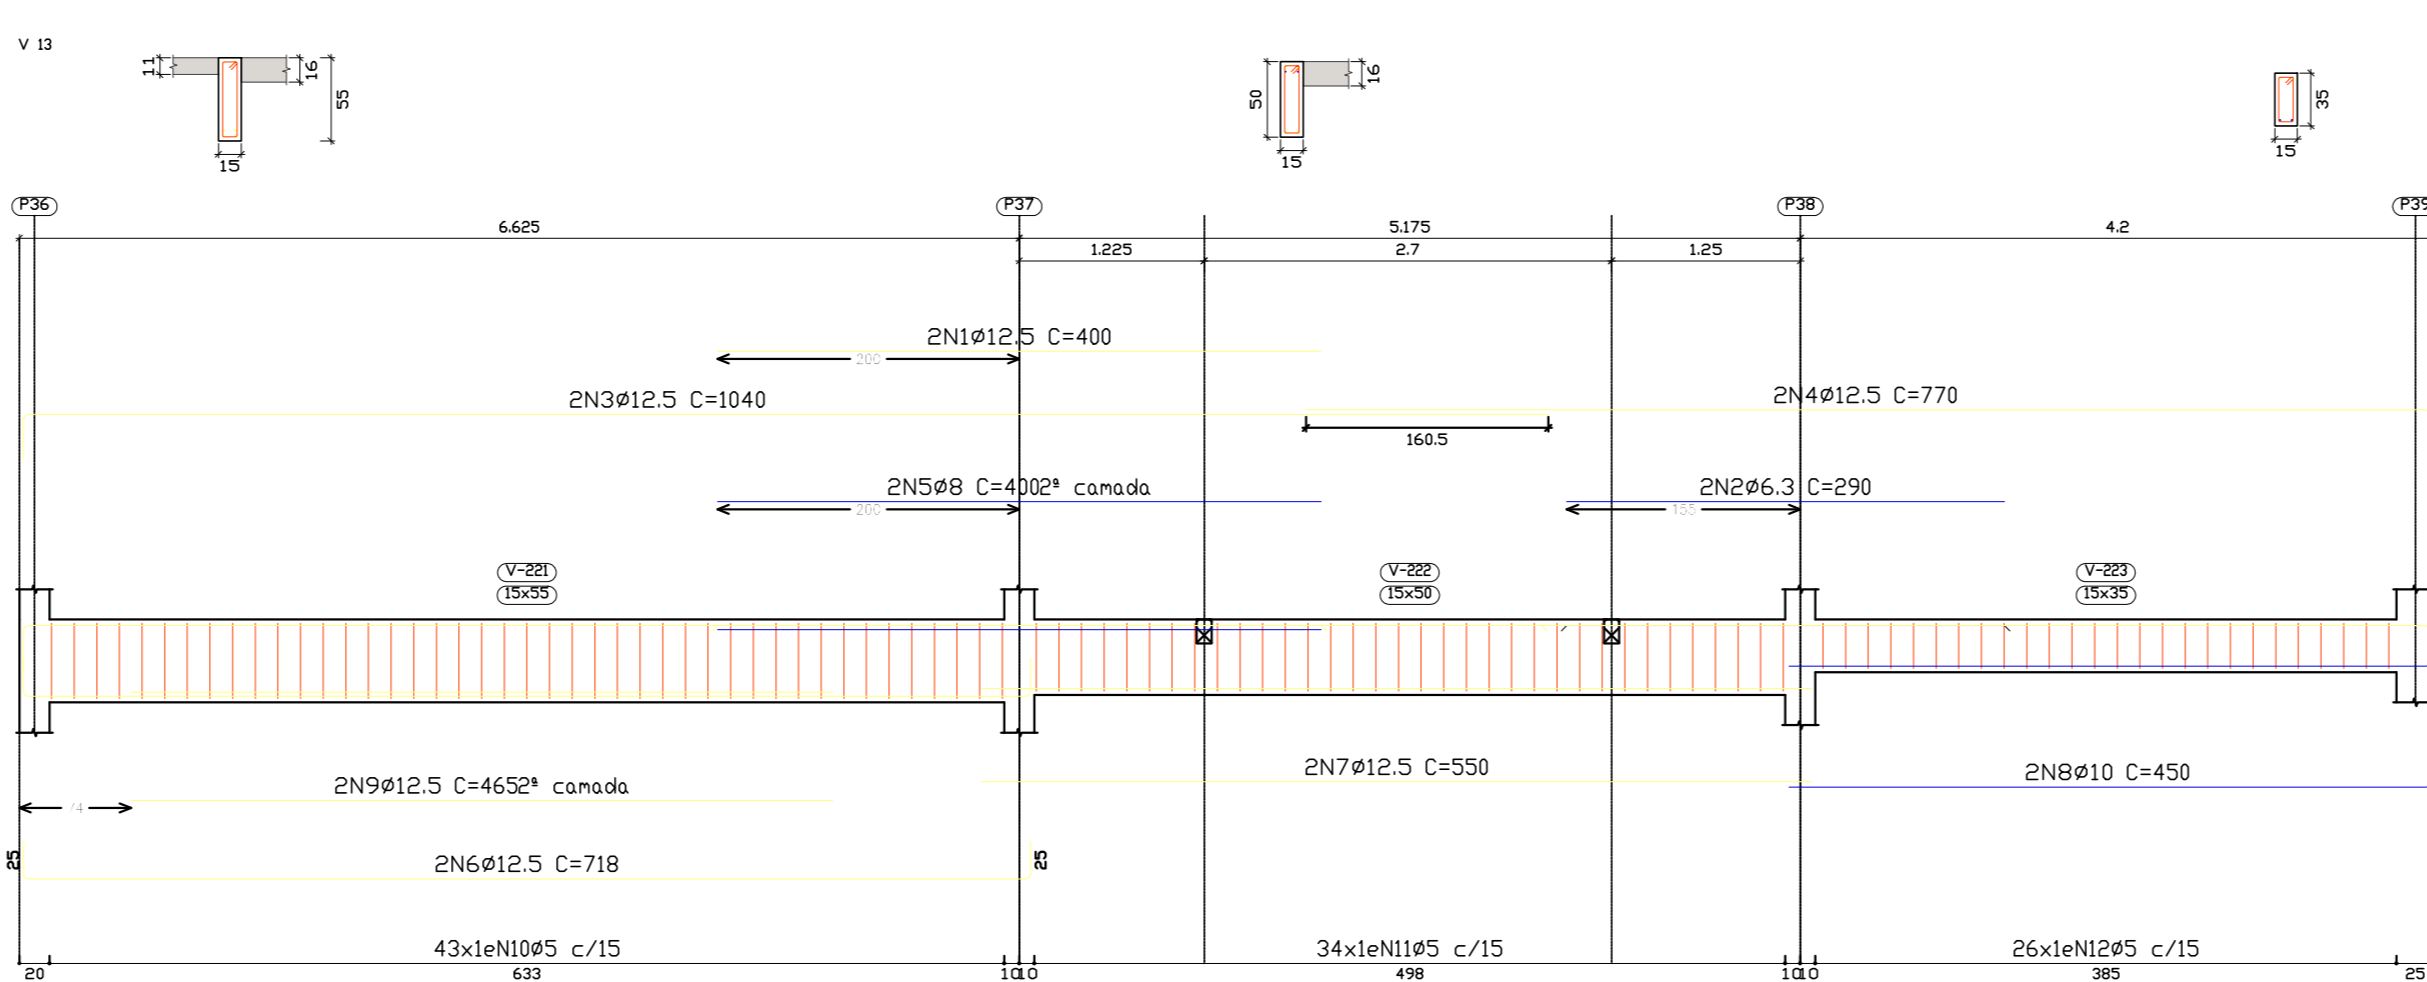 V 13
11
16
55
15
50
16
15
35
15
P36
P37
P38
P39
6.625
5.175
4.2
1.225
2.7
1.25
2N1ø12.5 C=400
200
2N3ø12.5 C=1040
2N4ø12.5 C=770
160.5
2N5ø8 C=4002ª camada
2N2ø6.3 C=290
200
155
V-221
V-222
V-223
15x55
15x50
15x35
2N7ø12.5 C=550
2N8ø10 C=450
2N9ø12.5 C=4652ª camada
74
25
2N6ø12.5 C=718
25
43x1eN10ø5 c/15
34x1eN11ø5 c/15
26x1eN12ø5 c/15
20
633
10
10
498
10
10
385
25